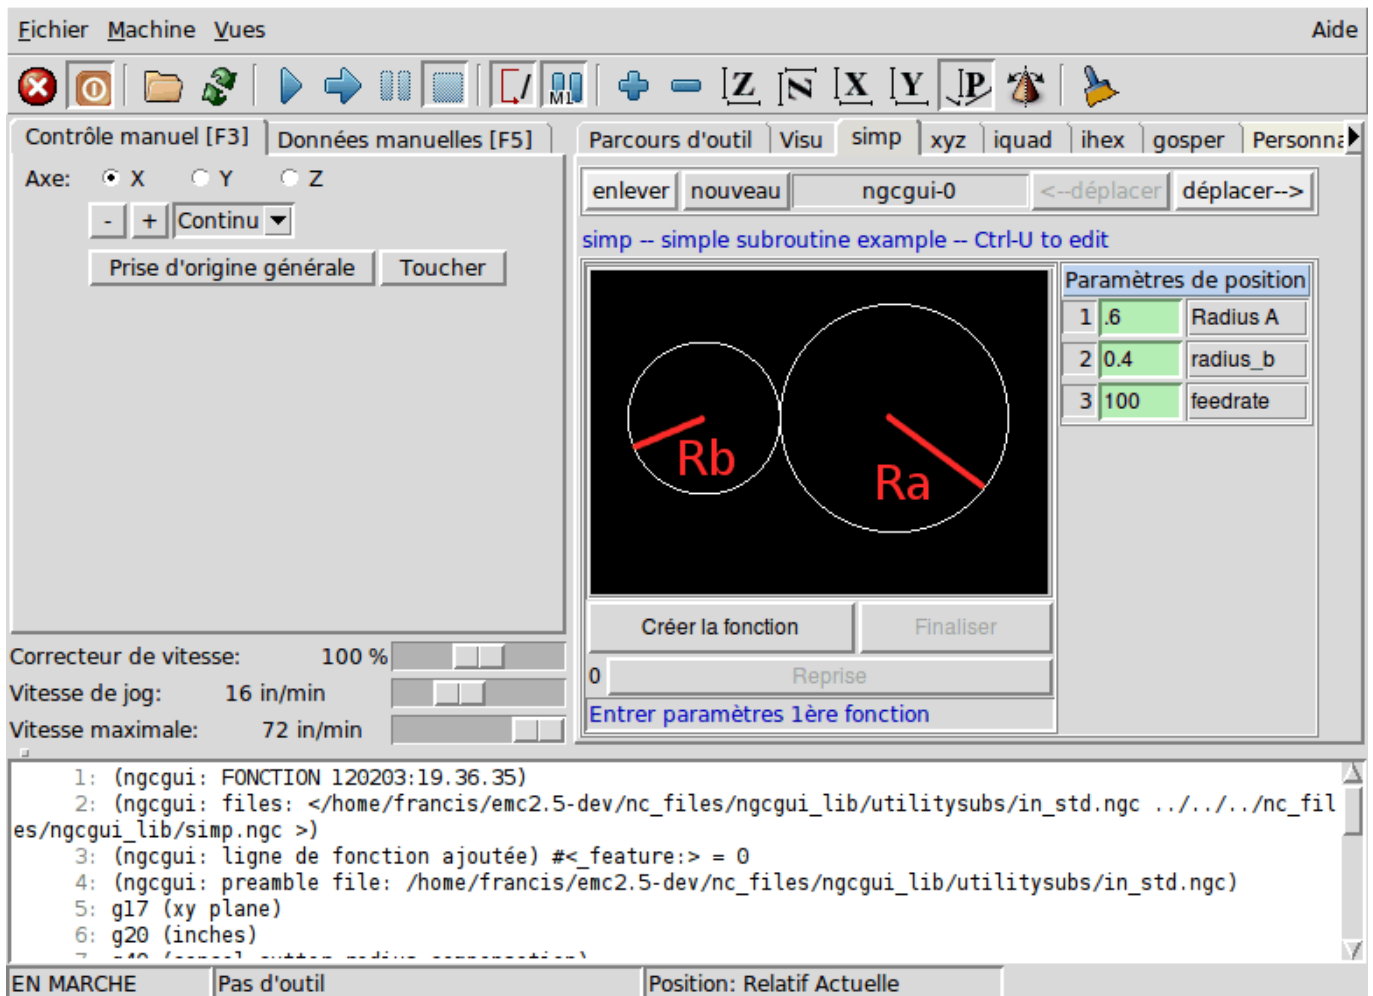 Fichier Machine Vues Aide
M1 Z N X Y P
Contrôle manuel [F3] Données manuelles [F5]
Parcours d'outil Visu simp xyz iquad ihex gosper Personna
Axe: X Y Z
- + Continu
Prise d'origine générale Toucher
enlever nouveau ngcgui-0 <--déplacer déplacer-->
simp -- simple subroutine example -- Ctrl-U to edit
Rb
Ra
Paramètres de position
1 .6 Radius A
2 0.4 radius_b
3 100 feedrate
Créer la fonction Finaliser
0 Reprise
Entrer paramètres 1ère fonction
Correcteur de vitesse: 100 %
Vitesse de jog: 16 in/min
Vitesse maximale: 72 in/min
1: (ngcgui: FONCTION 120203:19.36.35)
2: (ngcgui: files: </home/francis/emc2.5-dev/nc_files/ngcgui_lib/utilitysubs/in_std.ngc ../../../nc_fil
es/ngcgui_lib/simp.ngc >)
3: (ngcgui: ligne de fonction ajoutée) #<_feature:> = 0
4: (ngcgui: preamble file: /home/francis/emc2.5-dev/nc_files/ngcgui_lib/utilitysubs/in_std.ngc)
5: g17 (xy plane)
6: g20 (inches)
EN MARCHE Pas d'outil Position: Relatif Actuelle